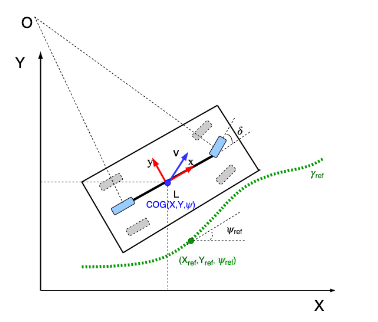 O
Y
δ
V
y
x
L
COG(X,Y,ψ)
γref
ψref
(Xref,Yref, ψref)
X